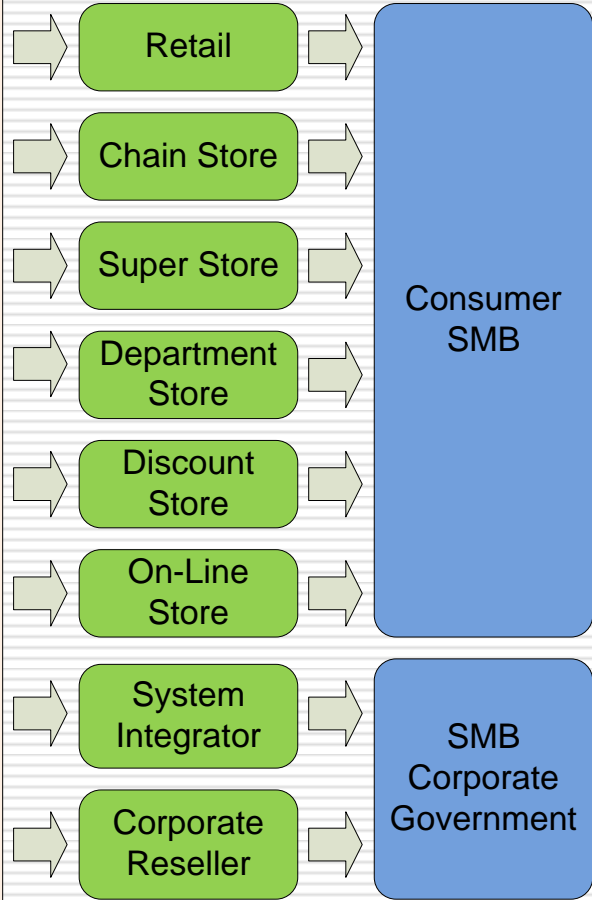 Retail
Chain Store
Super Store
Department
Store
Discount
Store
On-Line
Store
System
Integrator
Corporate
Reseller
Consumer
SMB
SMB
Corporate
Government